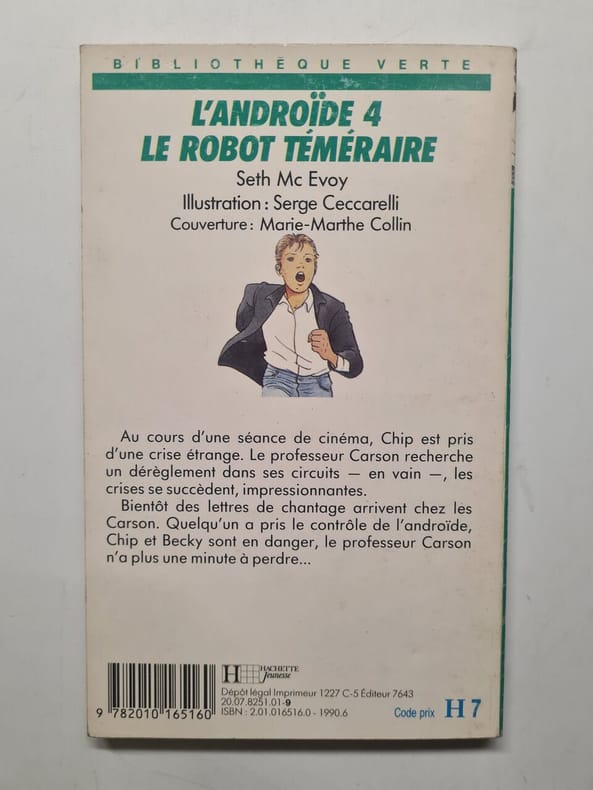 BIBLIOTHÈQUE VERTE
L'ANDROÏDE 4
LE ROBOT TÉMÉRAIRE
Seth Mc Evoy
Illustration : Serge Ceccarelli
Couverture : Marie-Marthe Collin
Au cours d'une séance de cinéma, Chip est pris
d'une crise étrange. Le professeur Carson recherche
un dérèglement dans ses circuits — en vain —, les
crises se succèdent, impressionnantes.
Bientôt des lettres de chantage arrivent chez les
Carson. Quelqu'un a pris le contrôle de l'androïde,
Chip et Becky sont en danger, le professeur Carson
n'a plus une minute à perdre...
H HACHETTE
Jeunesse
Dépôt légal Imprimeur 1227 C-5 Éditeur 7643
20.07.8251.01-9
ISBN : 2.01.016516.0 - 1990.6
9 782010 165160
Code prix H 7